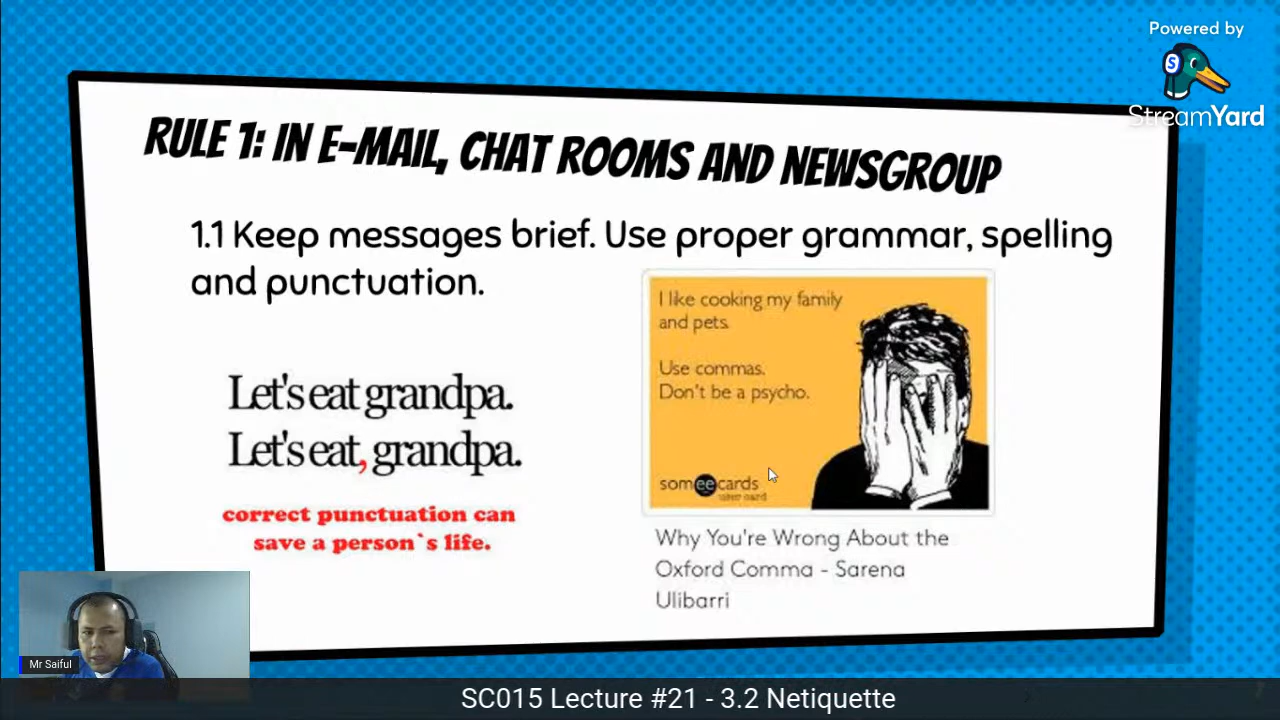 Powered by
S
StreamYard
RULE 1: IN E-MAIL, CHAT ROOMS AND NEWSGROUP
1.1 Keep messages brief. Use proper grammar, spelling
and punctuation.
Let's eat grandpa.
Let's eat, grandpa.
correct punctuation can
save a person`s life.
I like cooking my family
and pets.
Use commas.
Don't be a psycho.
someecards
user card
Why You're Wrong About the
Oxford Comma - Sarena
Ulibarri
Mr Saiful
SC015 Lecture #21 - 3.2 Netiquette